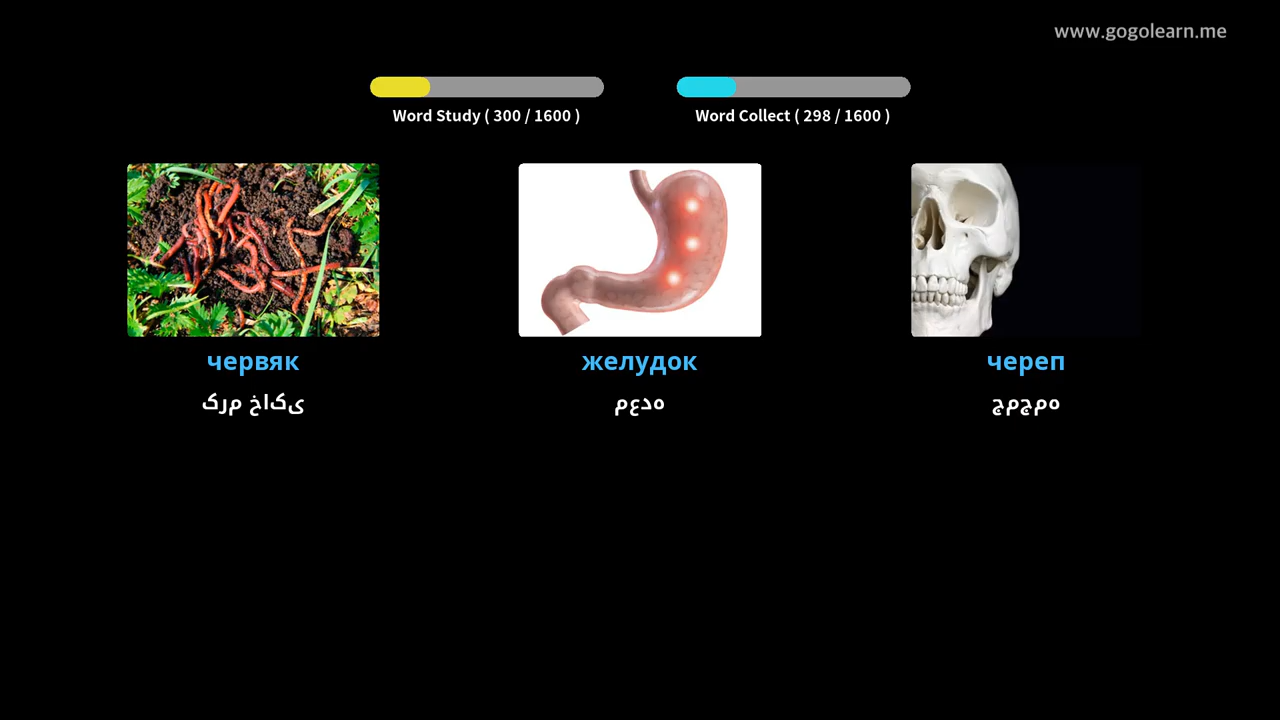 www.gogolearn.me
Word Study ( 300 / 1600 )
Word Collect ( 298 / 1600 )
червяк
کرم خاکی
желудок
معده
череп
جمجمه